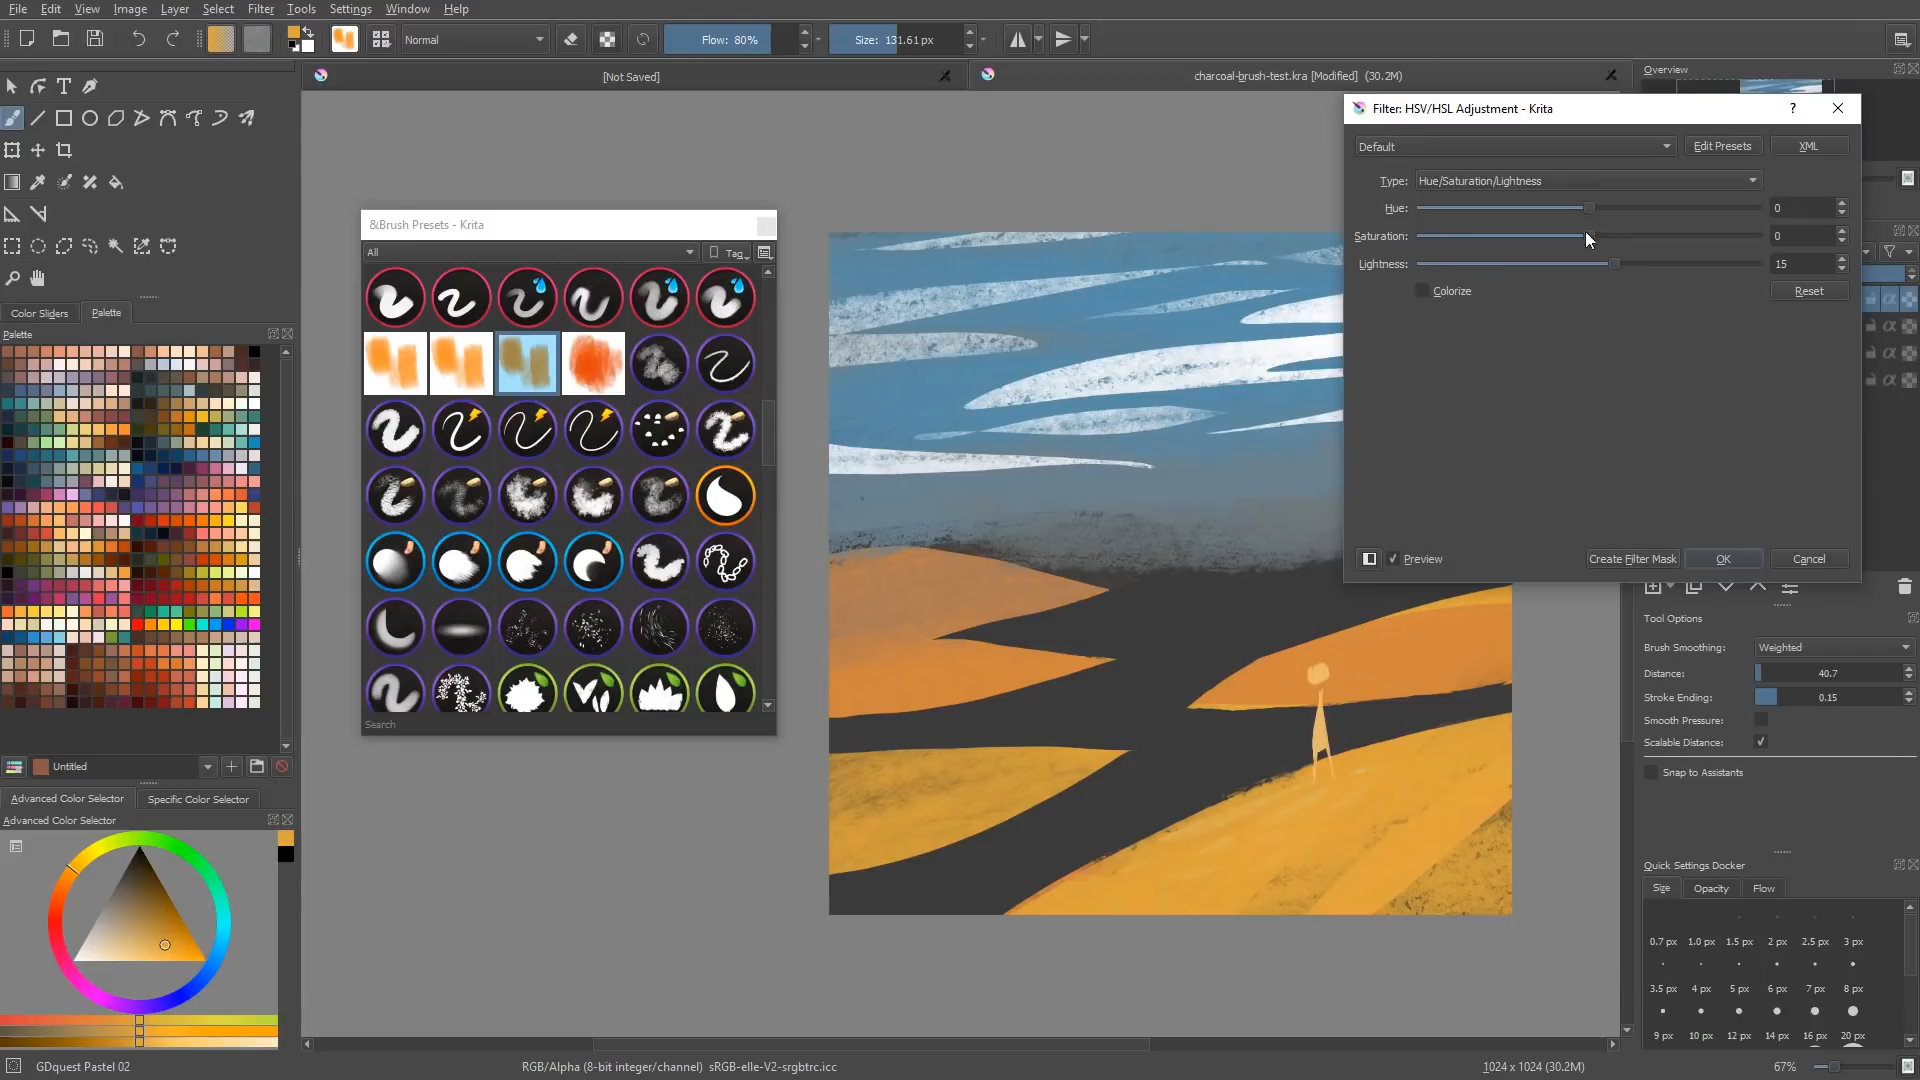 File Edit View Image Layer Select Filter Tools Settings Window Help
Normal
Flow: 80%
Size: 131.61 px
[Not Saved]
charcoal-brush-test.kra [Modified] (30.2M)
Overview
Filter: HSV/HSL Adjustment - Krita
?
Default
Edit Presets
XML
Type: Hue/Saturation/Lightness
Hue: 0
Saturation: 0
Lightness: 15
Colorize
Reset
Preview
Create Filter Mask
OK
Cancel
&Brush Presets - Krita
All
Tag
Search
Color Sliders
Palette
Palette
Untitled
Advanced Color Selector
Specific Color Selector
Advanced Color Selector
Tool Options
Brush Smoothing: Weighted
Distance: 40.7
Stroke Ending: 0.15
Smooth Pressure:
Scalable Distance:
Snap to Assistants
Quick Settings Docker
Size Opacity Flow
0.7 px 1.0 px 1.5 px 2 px 2.5 px 3 px
3.5 px 4 px 5 px 6 px 7 px 8 px
9 px 10 px 12 px 14 px 16 px 20 px
GDquest Pastel 02
RGB/Alpha (8-bit integer/channel) sRGB-elle-V2-srgbtrc.icc
1024 x 1024 (30.2M)
67%